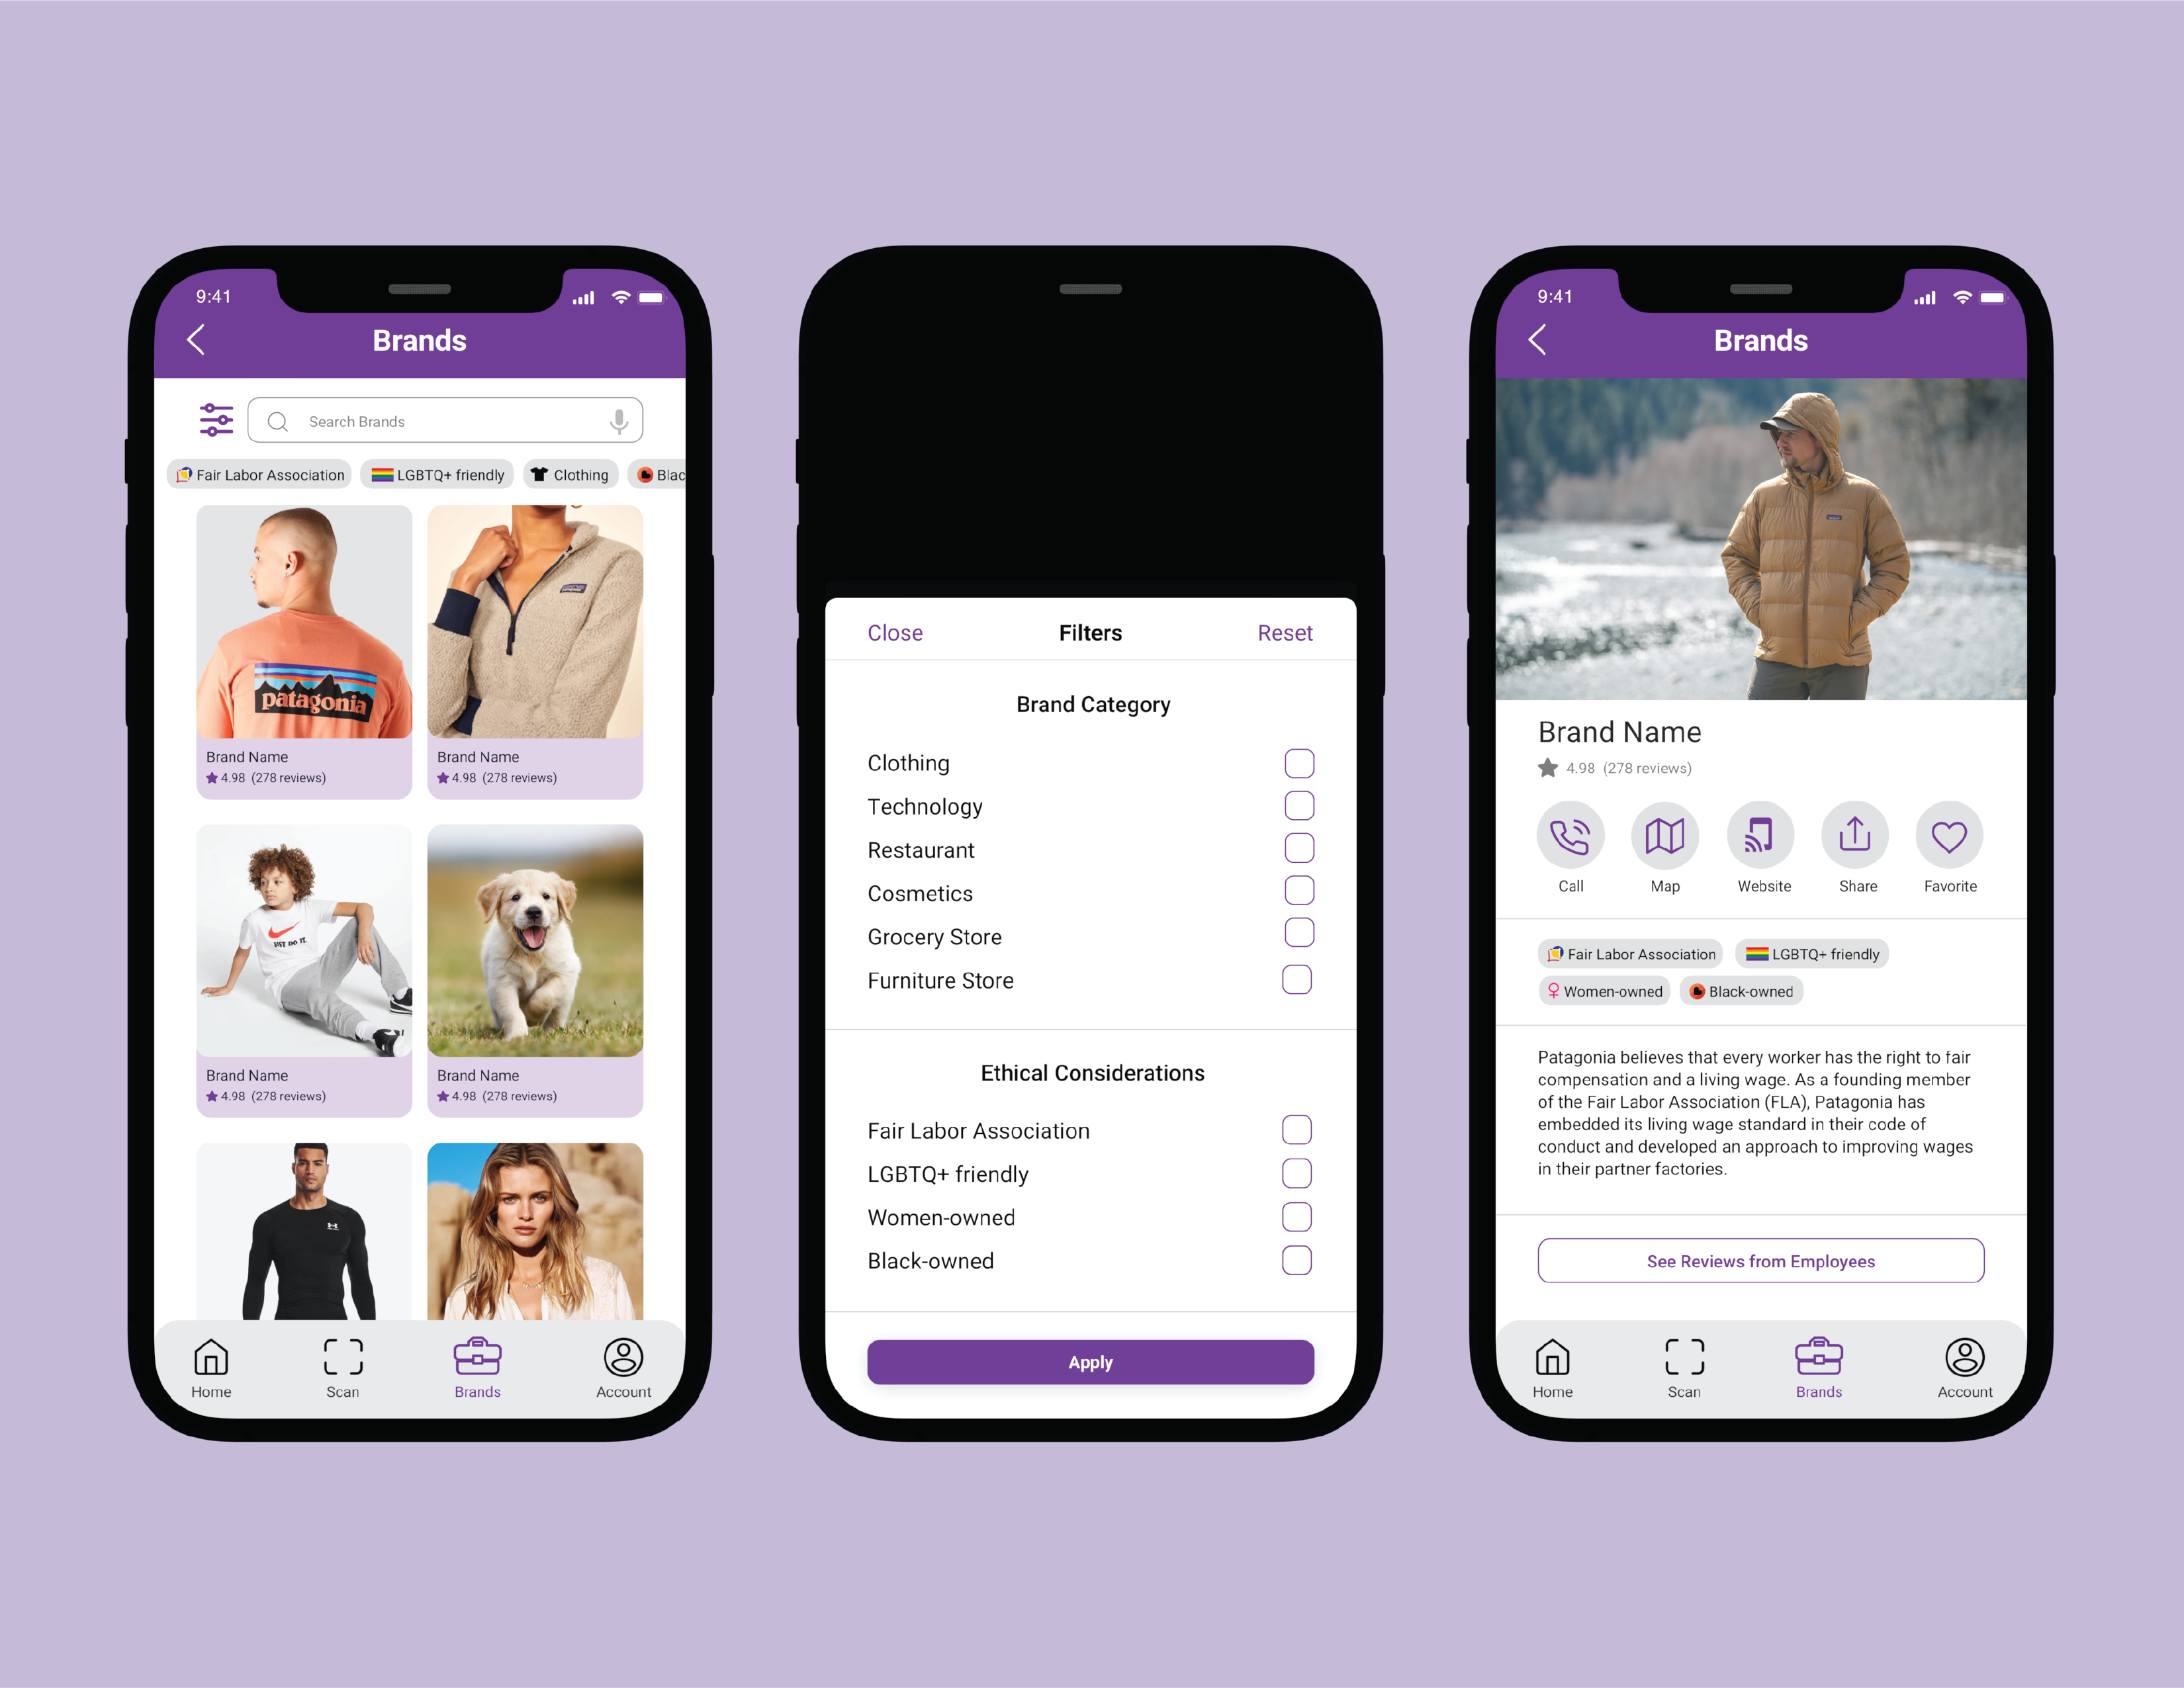 9:41
Brands
Search Brands
Fair Labor Association
LGBTQ+ friendly
Clothing
Blac
patagonia
Brand Name
4.98 (278 reviews)
Brand Name
4.98 (278 reviews)
JUST DO IT.
Brand Name
4.98 (278 reviews)
Brand Name
4.98 (278 reviews)
Home
Scan
Brands
Account
Close
Filters
Reset
Brand Category
Clothing
Technology
Restaurant
Cosmetics
Grocery Store
Furniture Store
Ethical Considerations
Fair Labor Association
LGBTQ+ friendly
Women-owned
Black-owned
Apply
9:41
Brands
Brand Name
4.98 (278 reviews)
Call
Map
Website
Share
Favorite
Fair Labor Association
LGBTQ+ friendly
Women-owned
Black-owned
Patagonia believes that every worker has the right to fair
compensation and a living wage. As a founding member
of the Fair Labor Association (FLA), Patagonia has
embedded its living wage standard in their code of
conduct and developed an approach to improving wages
in their partner factories.
See Reviews from Employees
Home
Scan
Brands
Account